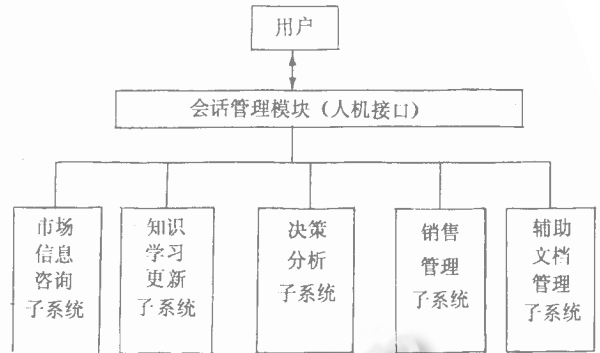 用户
会话管理模块（人机接口）
市场
信息
咨询
子系统
知识
学习
更新
子系统
决策
分析
子系统
销售
管理
子系统
辅助
文档
管理
子系统